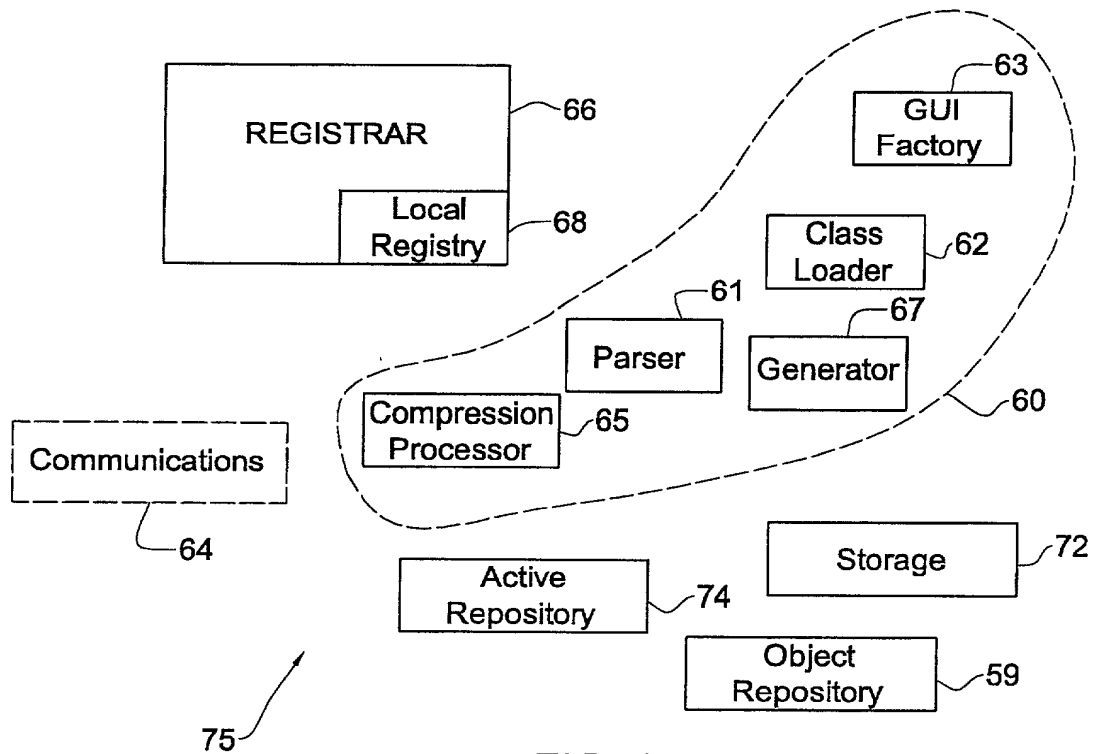 63
GUI
Factory
66
REGISTRAR
Local
Registry
68
Class
Loader
62
61
67
Parser
Generator
60
Compression
Processor
65
Communications
64
Storage
72
Active
Repository
74
Object
Repository
59
75